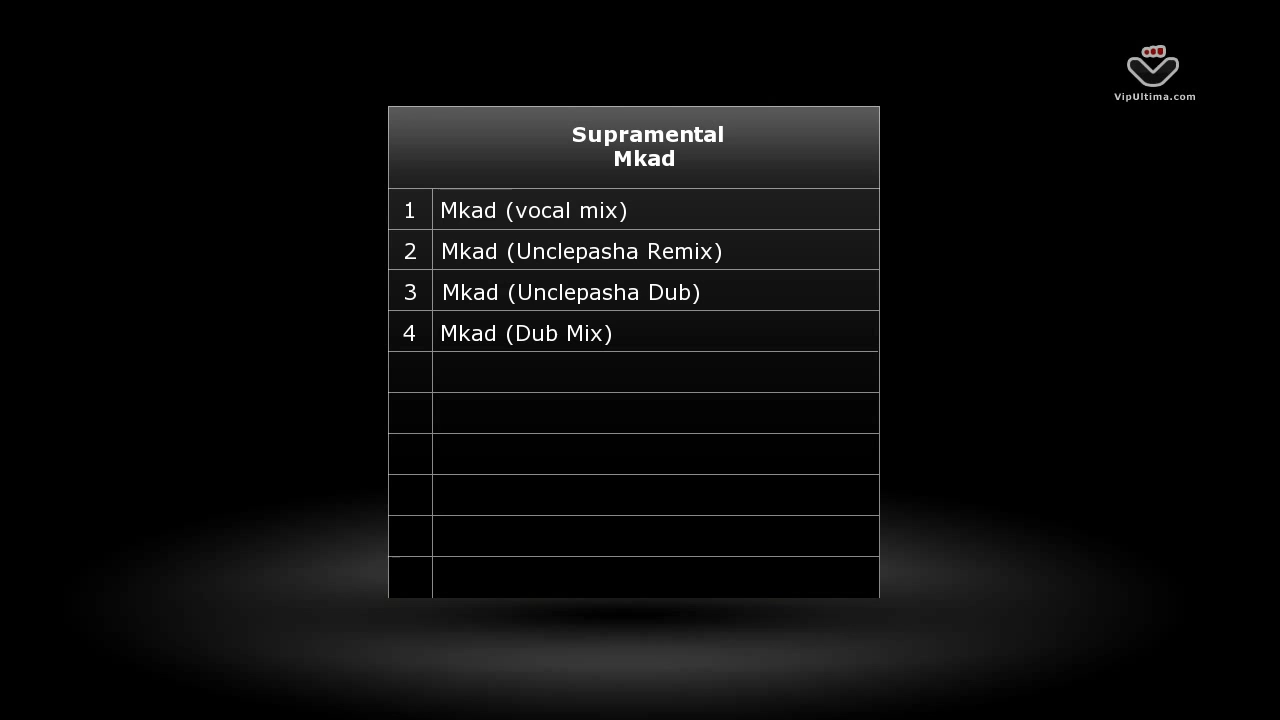 VipUltima.com
Supramental
Mkad
1 Mkad (vocal mix)
2 Mkad (Unclepasha Remix)
3 Mkad (Unclepasha Dub)
4 Mkad (Dub Mix)